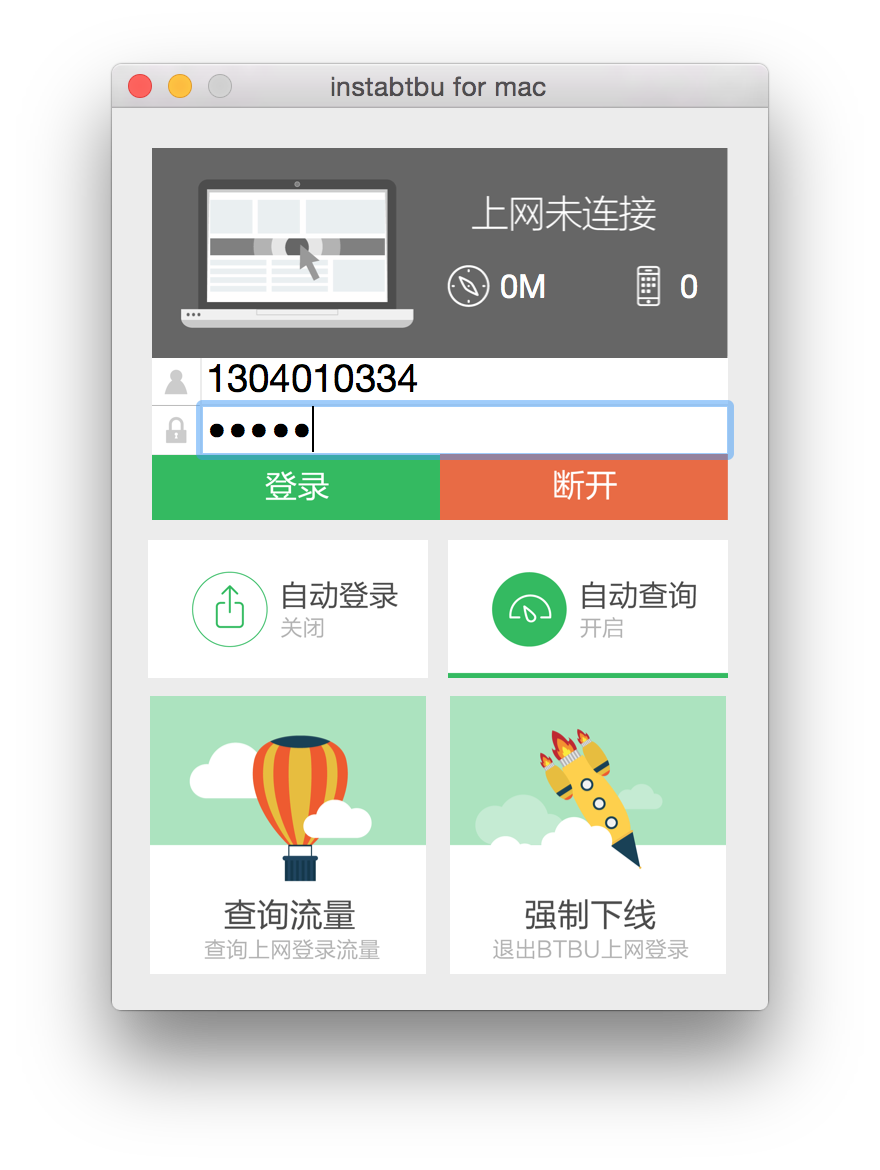 instabtbu for mac
上网未连接
0M 0
1304010334
•••••
登录 断开
自动登录
关闭
自动查询
开启
查询流量
查询上网登录流量
强制下线
退出BTBU上网登录